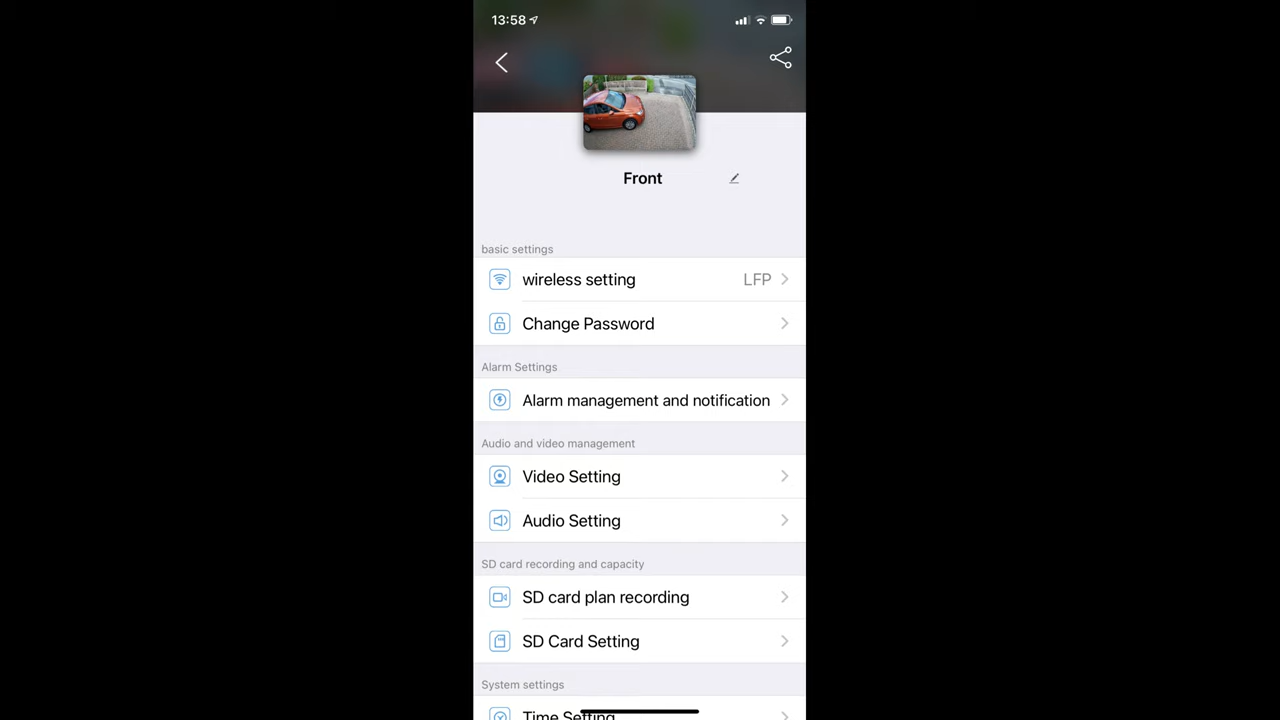 13:58
Front
basic settings
wireless setting LFP
Change Password
Alarm Settings
Alarm management and notification
Audio and video management
Video Setting
Audio Setting
SD card recording and capacity
SD card plan recording
SD Card Setting
System settings
Time Setting